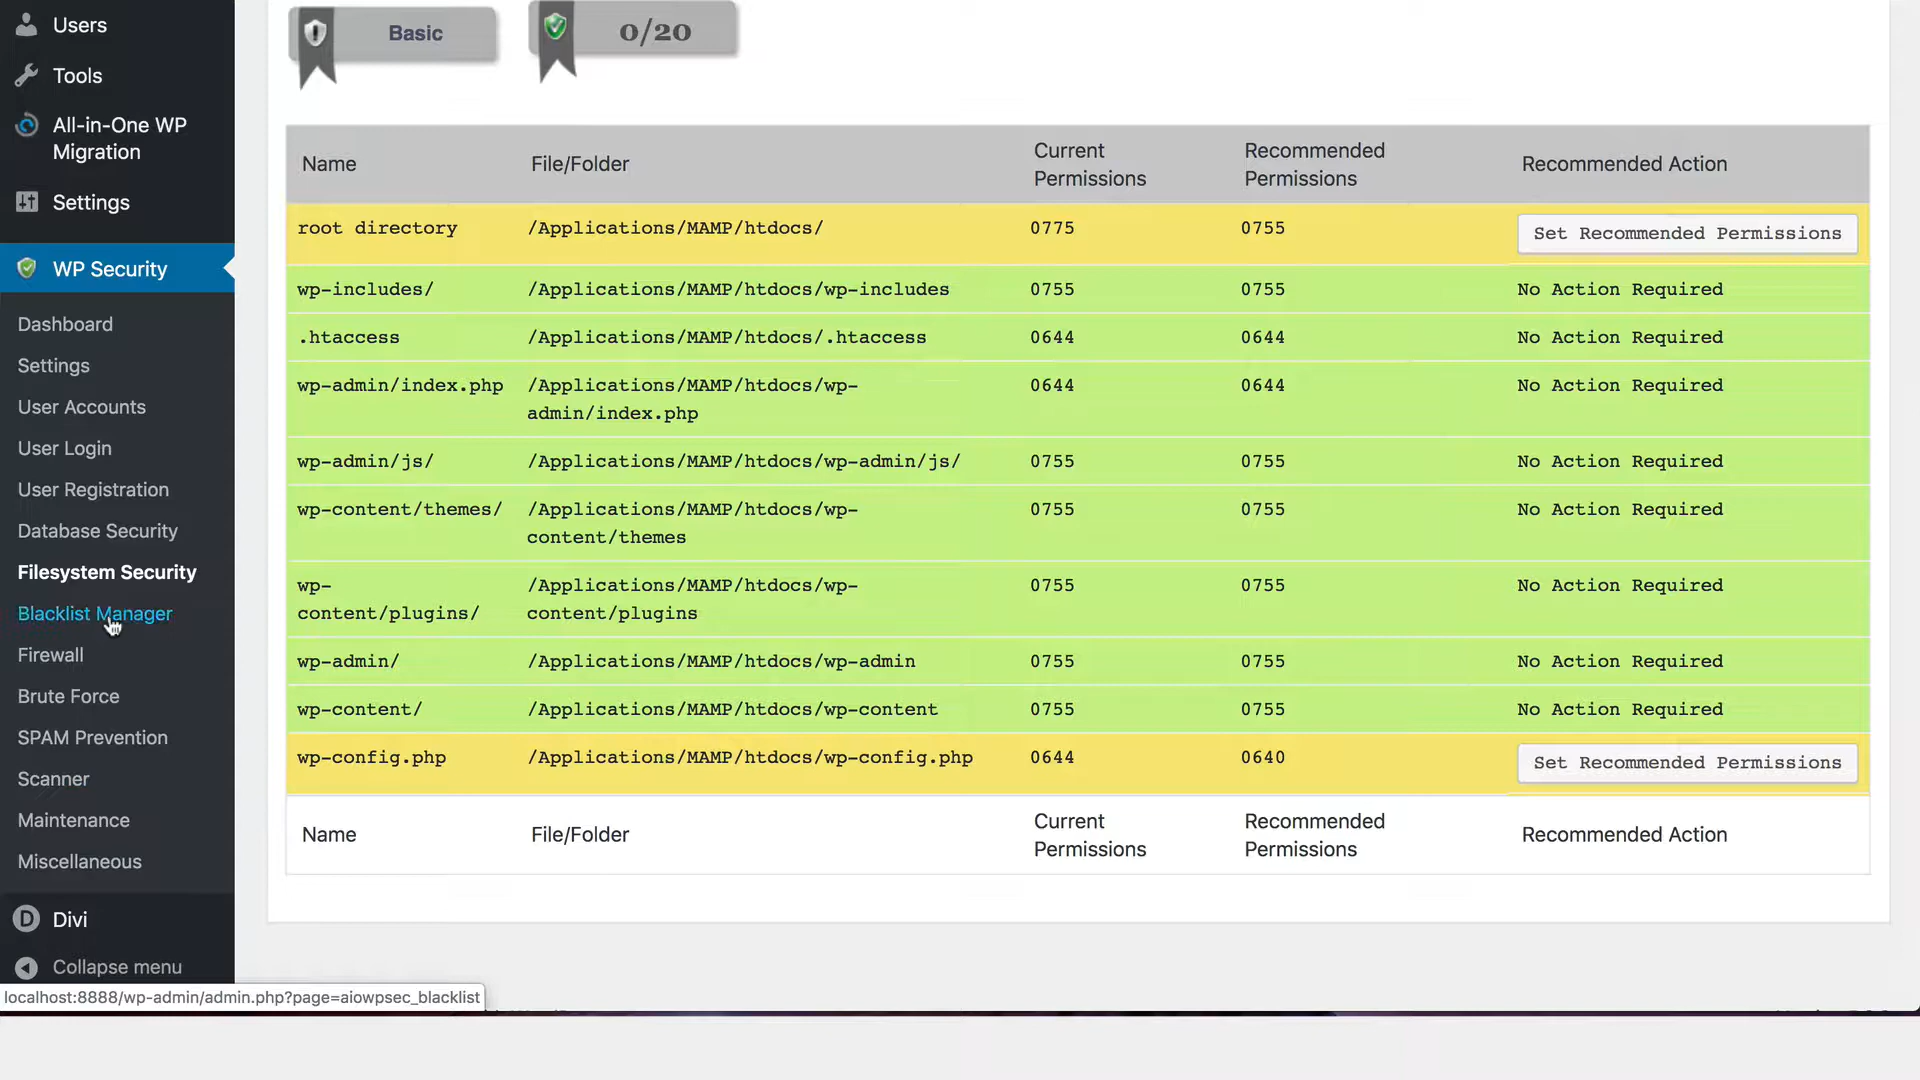 Users
Tools
All-in-One WP
Migration
Settings
WP Security
Dashboard
Settings
User Accounts
User Login
User Registration
Database Security
Filesystem Security
Blacklist Manager
Firewall
Brute Force
SPAM Prevention
Scanner
Maintenance
Miscellaneous
Divi
Collapse menu
localhost:8888/wp-admin/admin.php?page=aiowpsec_blacklist
Basic
0/20
Name File/Folder Current Permissions Recommended Permissions Recommended Action
root directory /Applications/MAMP/htdocs/ 0775 0755 Set Recommended Permissions
wp-includes/ /Applications/MAMP/htdocs/wp-includes 0755 0755 No Action Required
.htaccess /Applications/MAMP/htdocs/.htaccess 0644 0644 No Action Required
wp-admin/index.php /Applications/MAMP/htdocs/wp- 0644 0644 No Action Required
admin/index.php
wp-admin/js/ /Applications/MAMP/htdocs/wp-admin/js/ 0755 0755 No Action Required
wp-content/themes/ /Applications/MAMP/htdocs/wp- 0755 0755 No Action Required
content/themes
wp- /Applications/MAMP/htdocs/wp- 0755 0755 No Action Required
content/plugins/ content/plugins
wp-admin/ /Applications/MAMP/htdocs/wp-admin 0755 0755 No Action Required
wp-content/ /Applications/MAMP/htdocs/wp-content 0755 0755 No Action Required
wp-config.php /Applications/MAMP/htdocs/wp-config.php 0644 0640 Set Recommended Permissions
Name File/Folder Current Permissions Recommended Permissions Recommended Action